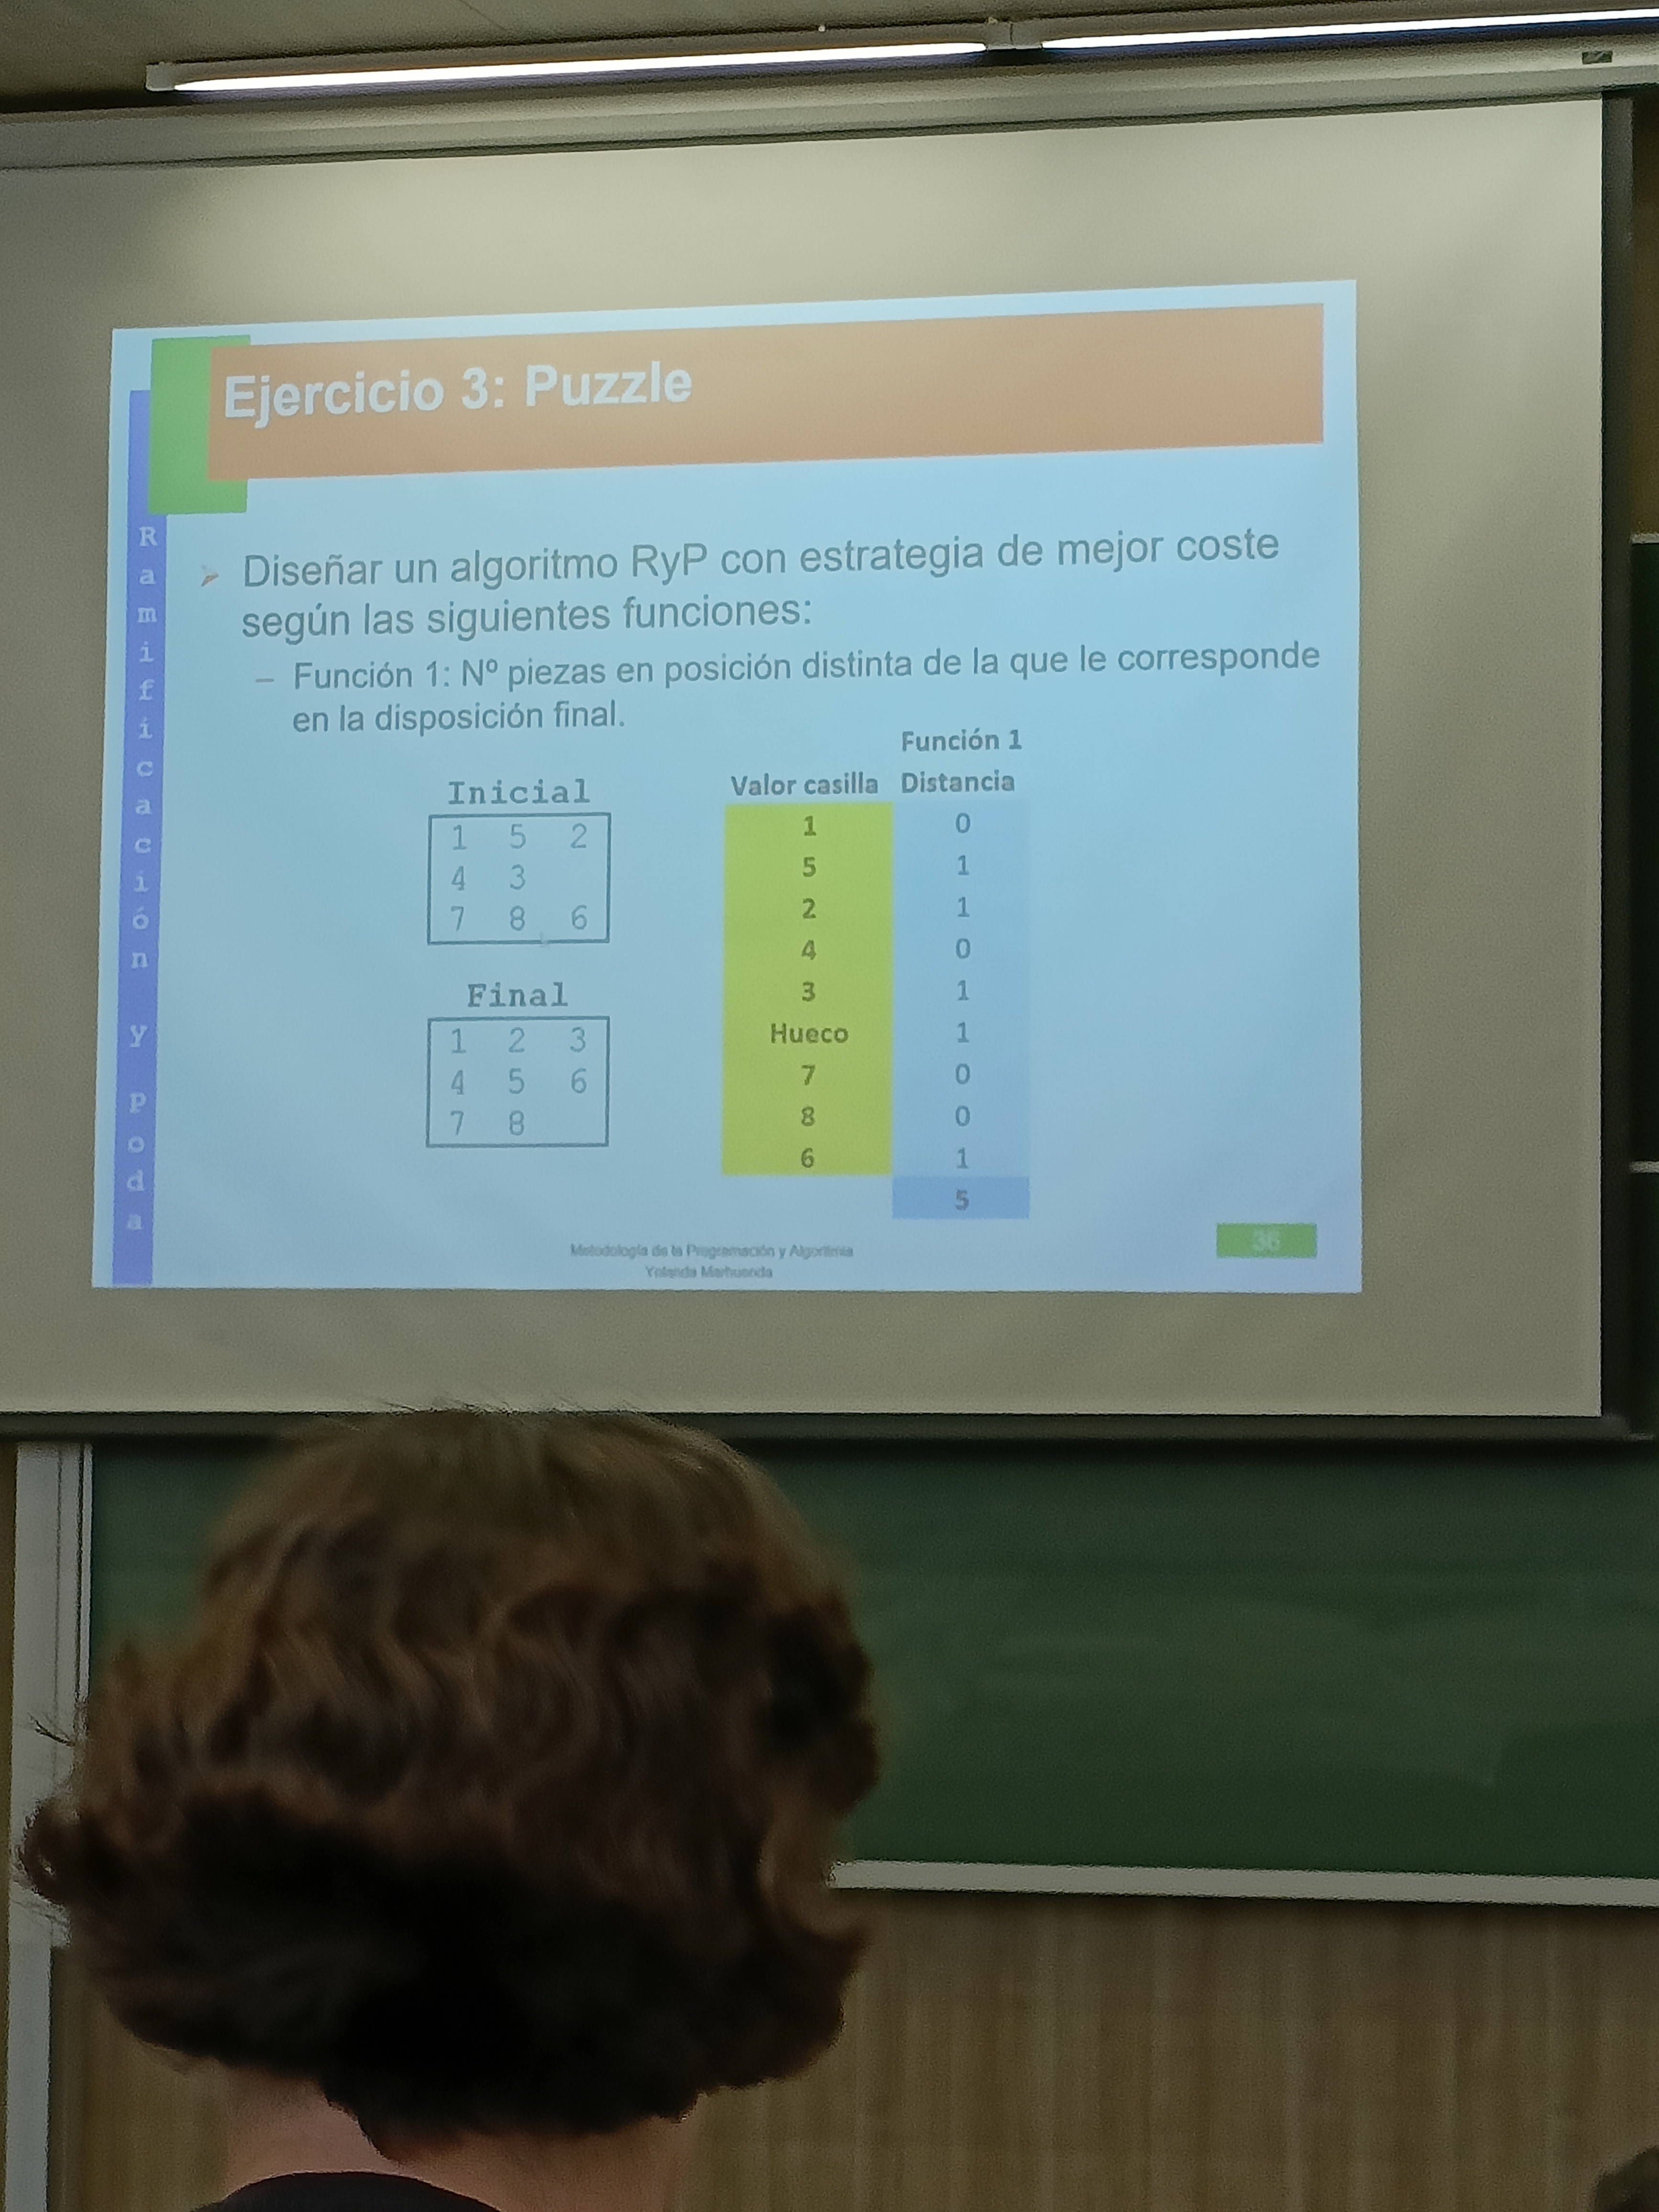 Ejercicio 3: Puzzle
Ramificación y Poda
Diseñar un algoritmo RyP con estrategia de mejor coste
según las siguientes funciones:
– Función 1: Nº piezas en posición distinta de la que le corresponde
en la disposición final.
Inicial
1 5 2
4 3
7 8 6
Final
1 2 3
4 5 6
7 8
Función 1
Valor casilla Distancia
1 0
5 1
2 1
4 0
3 1
Hueco 1
7 0
8 0
6 1
5
Metodología de la Programación y Algoritmia
Yolanda Marhuenda
36